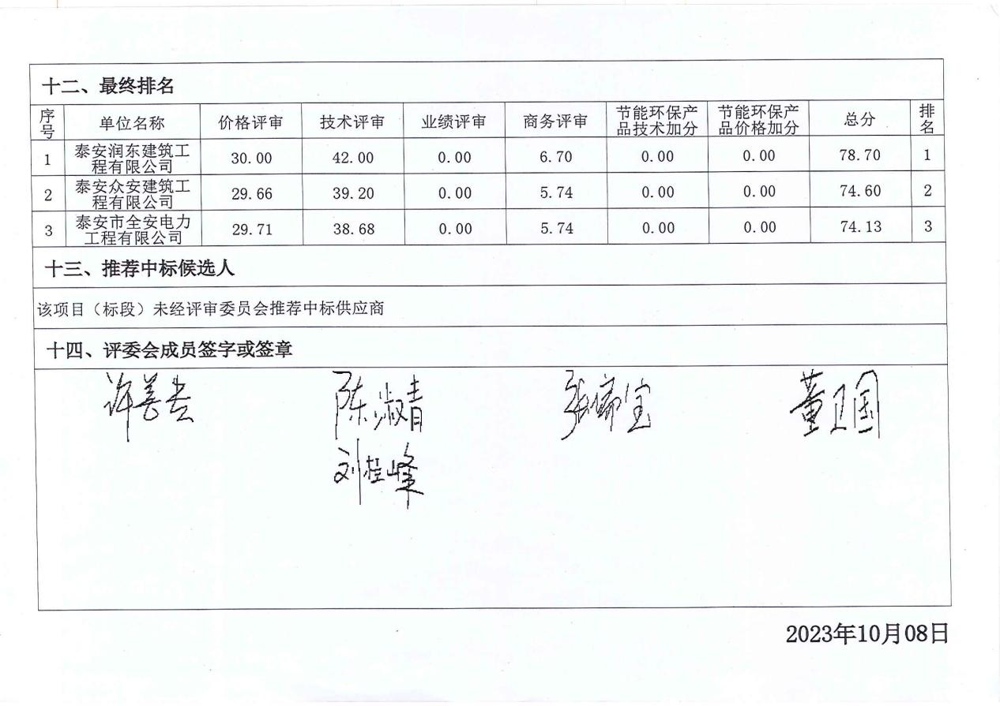 十二、最终排名
序号 单位名称 价格评审 技术评审 业绩评审 商务评审 节能环保产品技术加分 节能环保产品价格加分 总分 排名
1 泰安润东建筑工程有限公司 30.00 42.00 0.00 6.70 0.00 0.00 78.70 1
2 泰安众安建筑工程有限公司 29.66 39.20 0.00 5.74 0.00 0.00 74.60 2
3 泰安市全安电力工程有限公司 29.71 38.68 0.00 5.74 0.00 0.00 74.13 3
十三、推荐中标候选人
该项目（标段）未经评审委员会推荐中标供应商
十四、评委会成员签字或签章
许善贵 陈淑青 董卫国
刘桂峰
2023年10月08日